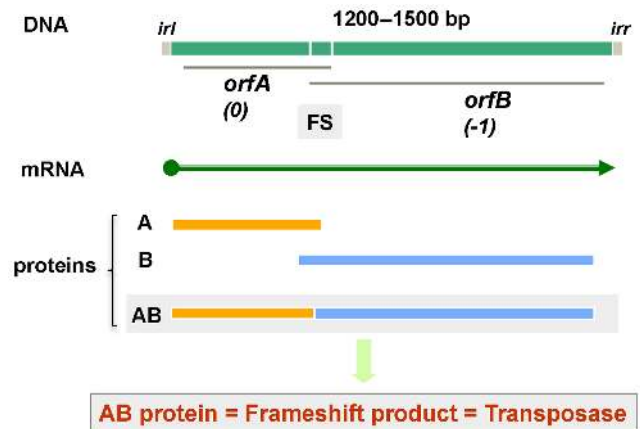 DNA
1200–1500 bp
irl
irr
orfA
(0)
orfB
(-1)
FS
mRNA
A
B
proteins
AB
AB protein = Frameshift product = Transposase